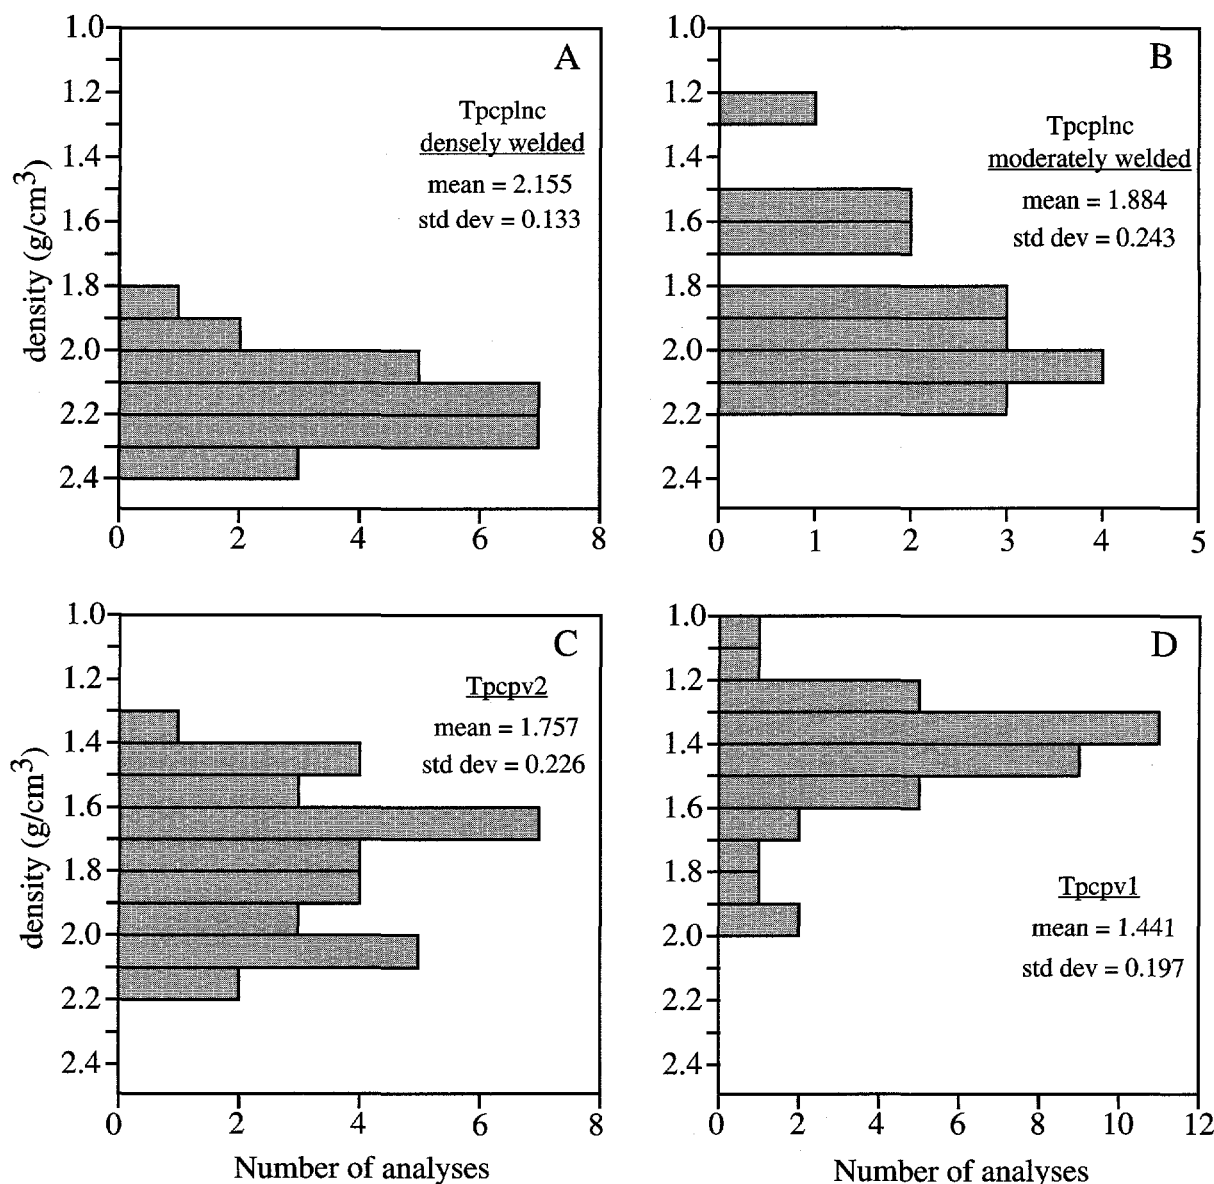 A
Tpcplnc
densely welded
mean = 2.155
std dev = 0.133
density (g/cm³)
1.0
1.2
1.4
1.6
1.8
2.0
2.2
2.4
0 2 4 6 8
B
Tpcplnc
moderately welded
mean = 1.884
std dev = 0.243
1.0
1.2
1.4
1.6
1.8
2.0
2.2
2.4
0 1 2 3 4 5
C
Tpcpv2
mean = 1.757
std dev = 0.226
density (g/cm³)
1.0
1.2
1.4
1.6
1.8
2.0
2.2
2.4
0 2 4 6 8
Number of analyses
D
Tpcpv1
mean = 1.441
std dev = 0.197
1.0
1.2
1.4
1.6
1.8
2.0
2.2
2.4
0 2 4 6 8 10 12
Number of analyses